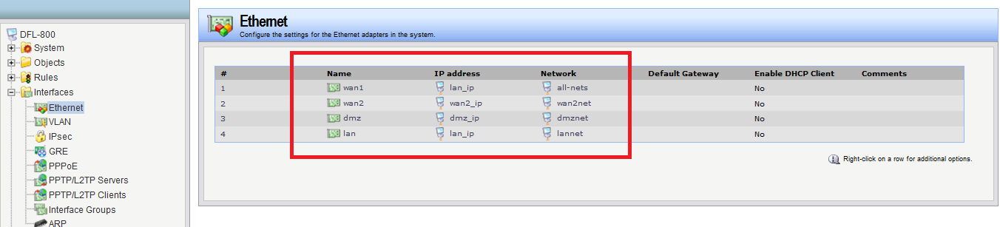 DFL-800
System
Objects
Rules
Interfaces
Ethernet
VLAN
IPsec
GRE
PPPoE
PPTP/L2TP Servers
PPTP/L2TP Clients
Interface Groups
ARP
Ethernet
Configure the settings for the Ethernet adapters in the system.
# Name IP address Network Default Gateway Enable DHCP Client Comments
1 wan1 lan_ip all-nets No
2 wan2 wan2_ip wan2net No
3 dmz dmz_ip dmznet No
4 lan lan_ip lannet No
Right-click on a row for additional options.